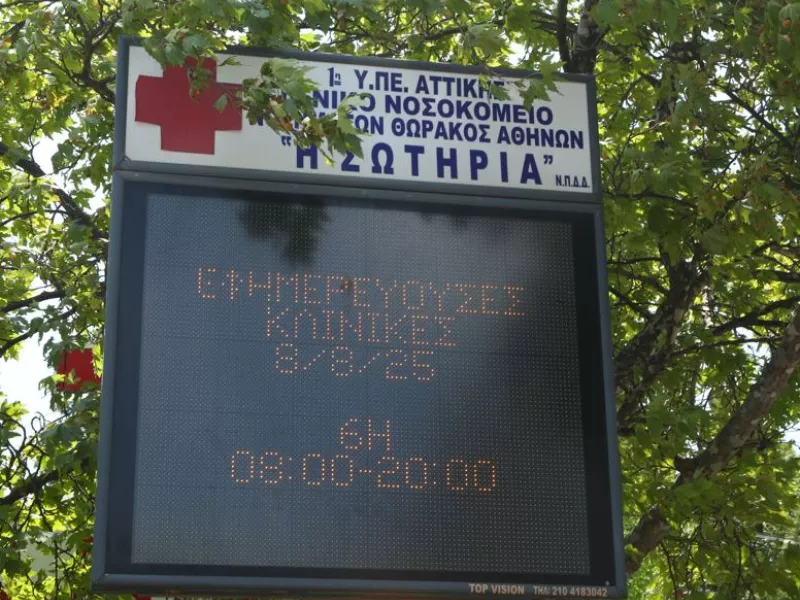 1η Υ.ΠΕ. ΑΤΤΙΚΗΣ
ΝΟΣΟΚΟΜΕΙΟ
ΘΩΡΑΚΟΣ ΑΘΗΝΩΝ
"Η ΣΩΤΗΡΙΑ" Ν.Π.Δ.Δ.
ΕΦΗΜΕΡΕΥΟΥΣΕΣ
ΚΛΙΝΙΚΕΣ
8/8/25
6Η
08:00-20:00
TOP VISION ΤΗΛ: 210 4183042